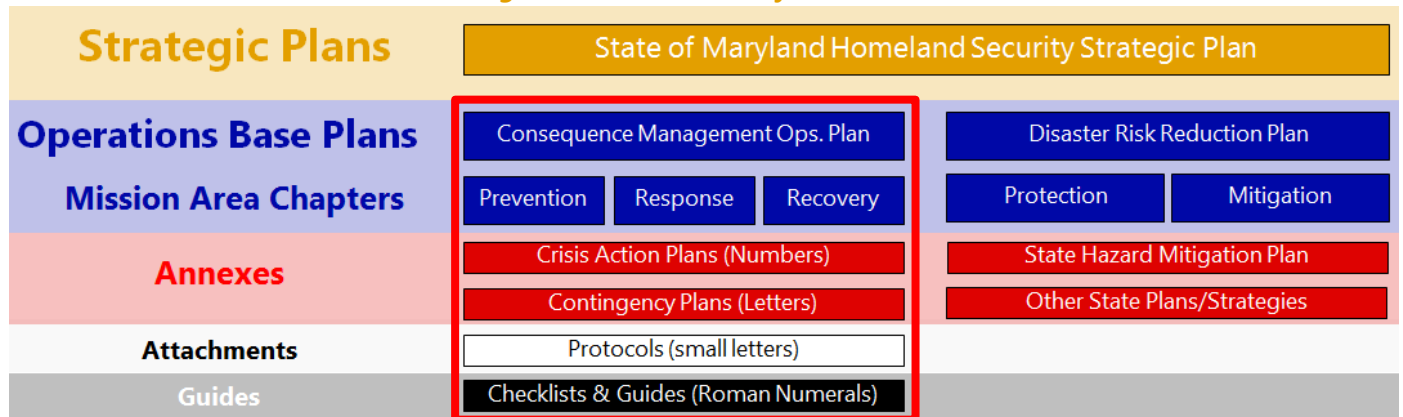 Strategic Plans
State of Maryland Homeland Security Strategic Plan
Operations Base Plans
Consequence Management Ops. Plan
Disaster Risk Reduction Plan
Mission Area Chapters
Prevention
Response
Recovery
Protection
Mitigation
Annexes
Crisis Action Plans (Numbers)
State Hazard Mitigation Plan
Contingency Plans (Letters)
Other State Plans/Strategies
Attachments
Protocols (small letters)
Guides
Checklists & Guides (Roman Numerals)